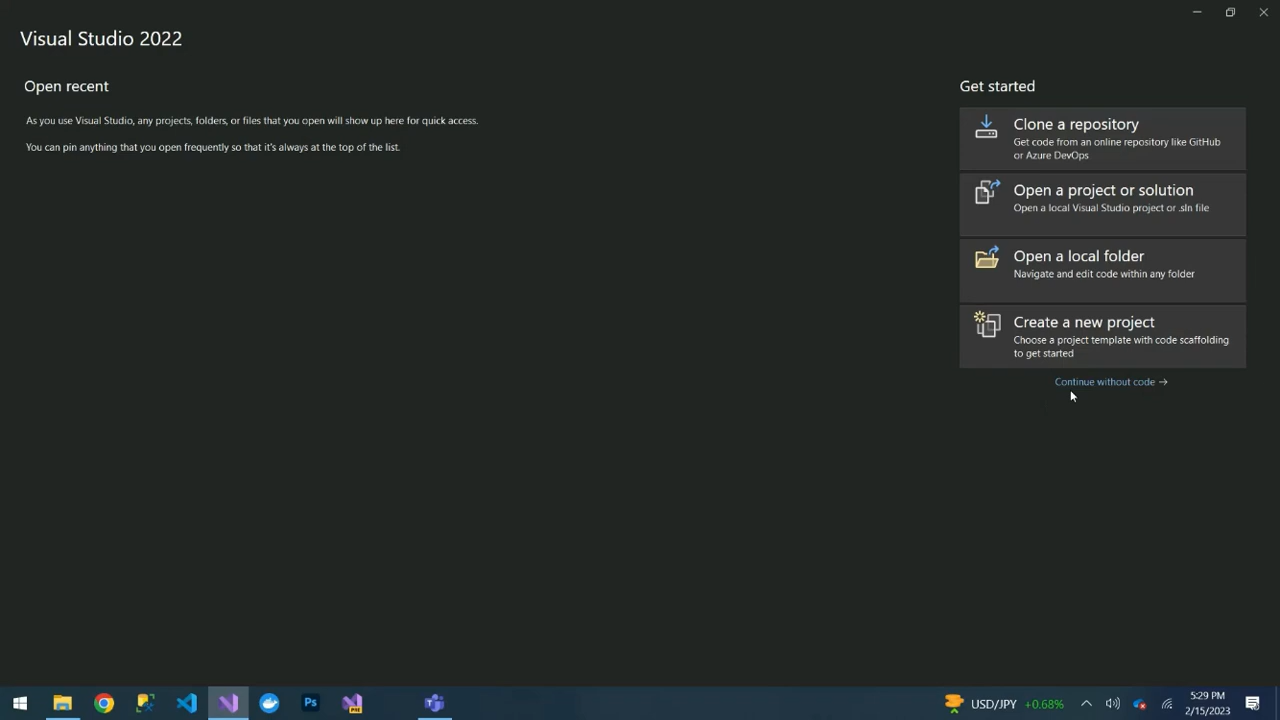 Visual Studio 2022
Open recent
As you use Visual Studio, any projects, folders, or files that you open will show up here for quick access.
You can pin anything that you open frequently so that it's always at the top of the list.
Get started
Clone a repository
Get code from an online repository like GitHub
or Azure DevOps
Open a project or solution
Open a local Visual Studio project or .sln file
Open a local folder
Navigate and edit code within any folder
Create a new project
Choose a project template with code scaffolding
to get started
Continue without code →
Ps
PRE
USD/JPY +0.68%
5:29 PM
2/15/2023